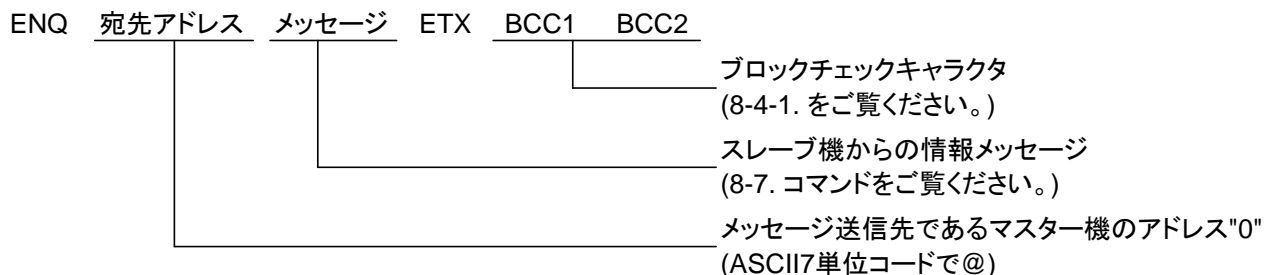 ENQ 宛先アドレス メッセージ ETX BCC1 BCC2
ブロックチェックキャラクタ
(8-4-1. をご覧ください。)
スレーブ機からの情報メッセージ
(8-7. コマンドをご覧ください。)
メッセージ送信先であるマスター機のアドレス"0"
(ASCII7単位コードで@)